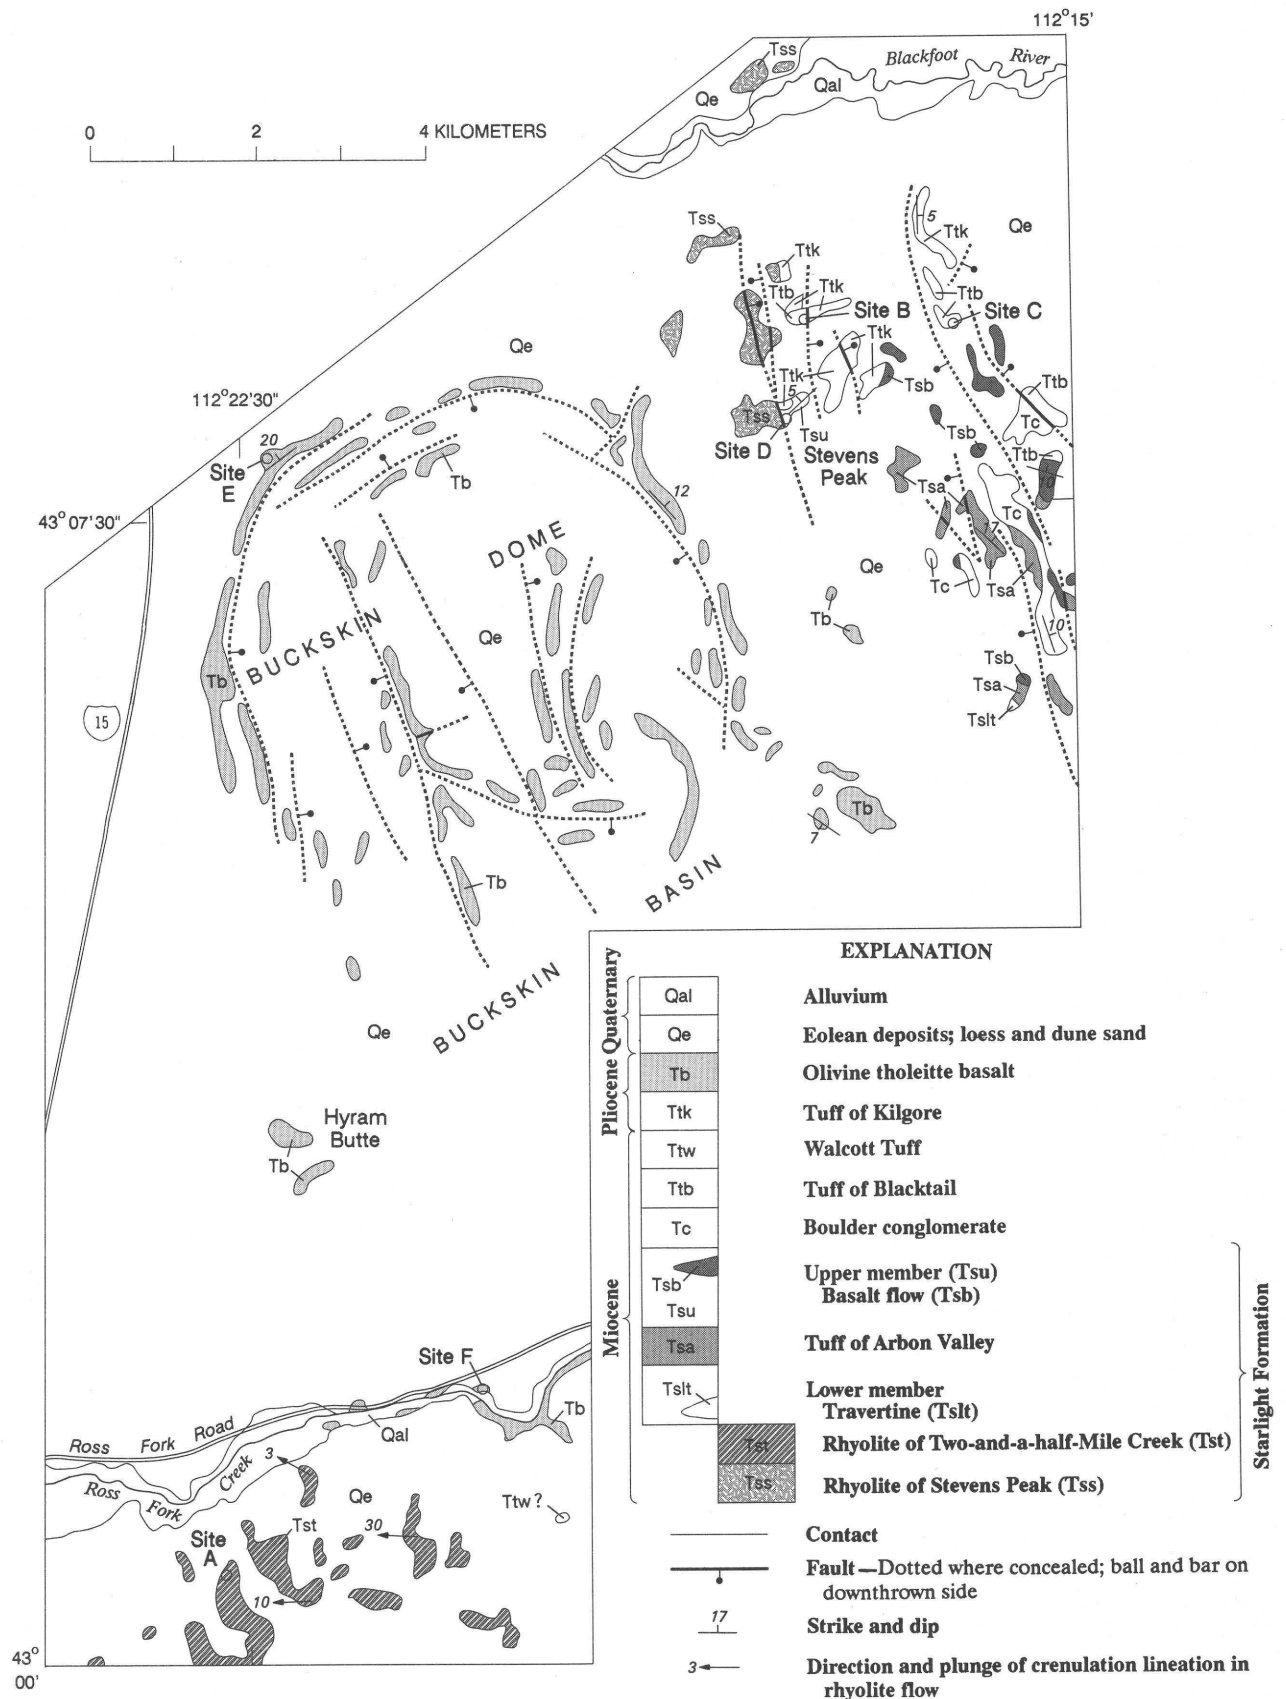 112°15'
Tss
Blackfoot River
Qal
Qe
0 2 4 KILOMETERS
Tss
5
Ttk
Qe
Ttk
Ttb
Ttk
Ttb
Site B
Site C
Ttk
Qe
Ttk
5
Tsb
Ttb
112°22'30"
Tss
Tsu
Tc
20
Site
E
Site D
Stevens
Peak
Tsb
Ttb
Tb
10
12
Tsa
43°07'30"
DOME
Tc
17
Qe
Tc
Tsa
Tb
Qe
10
BUCKSKIN
Tsb
Tb
Tsa
15
Tslt
Tb
7
Tb
BASIN
BUCKSKIN
Qe
Hyram
Butte
Tb
Site F
Tb
Ross Fork Road
Qal
Ross Fork Creek
3
Qe
Ttw?
Site
A
Tst
30
10
43°
00'
EXPLANATION
Quaternary
Pliocene
Miocene
Qal Alluvium
Qe Eolean deposits; loess and dune sand
Tb Olivine tholeitte basalt
Ttk Tuff of Kilgore
Ttw Walcott Tuff
Ttb Tuff of Blacktail
Tc Boulder conglomerate
Tsb Upper member (Tsu)
Basalt flow (Tsb)
Tsu
Tsa Tuff of Arbon Valley
Tslt Lower member
Travertine (Tslt)
Tst Rhyolite of Two-and-a-half-Mile Creek (Tst)
Tss Rhyolite of Stevens Peak (Tss)
Starlight Formation
Contact
Fault—Dotted where concealed; ball and bar on
downthrown side
17 Strike and dip
3 Direction and plunge of crenulation lineation in
rhyolite flow